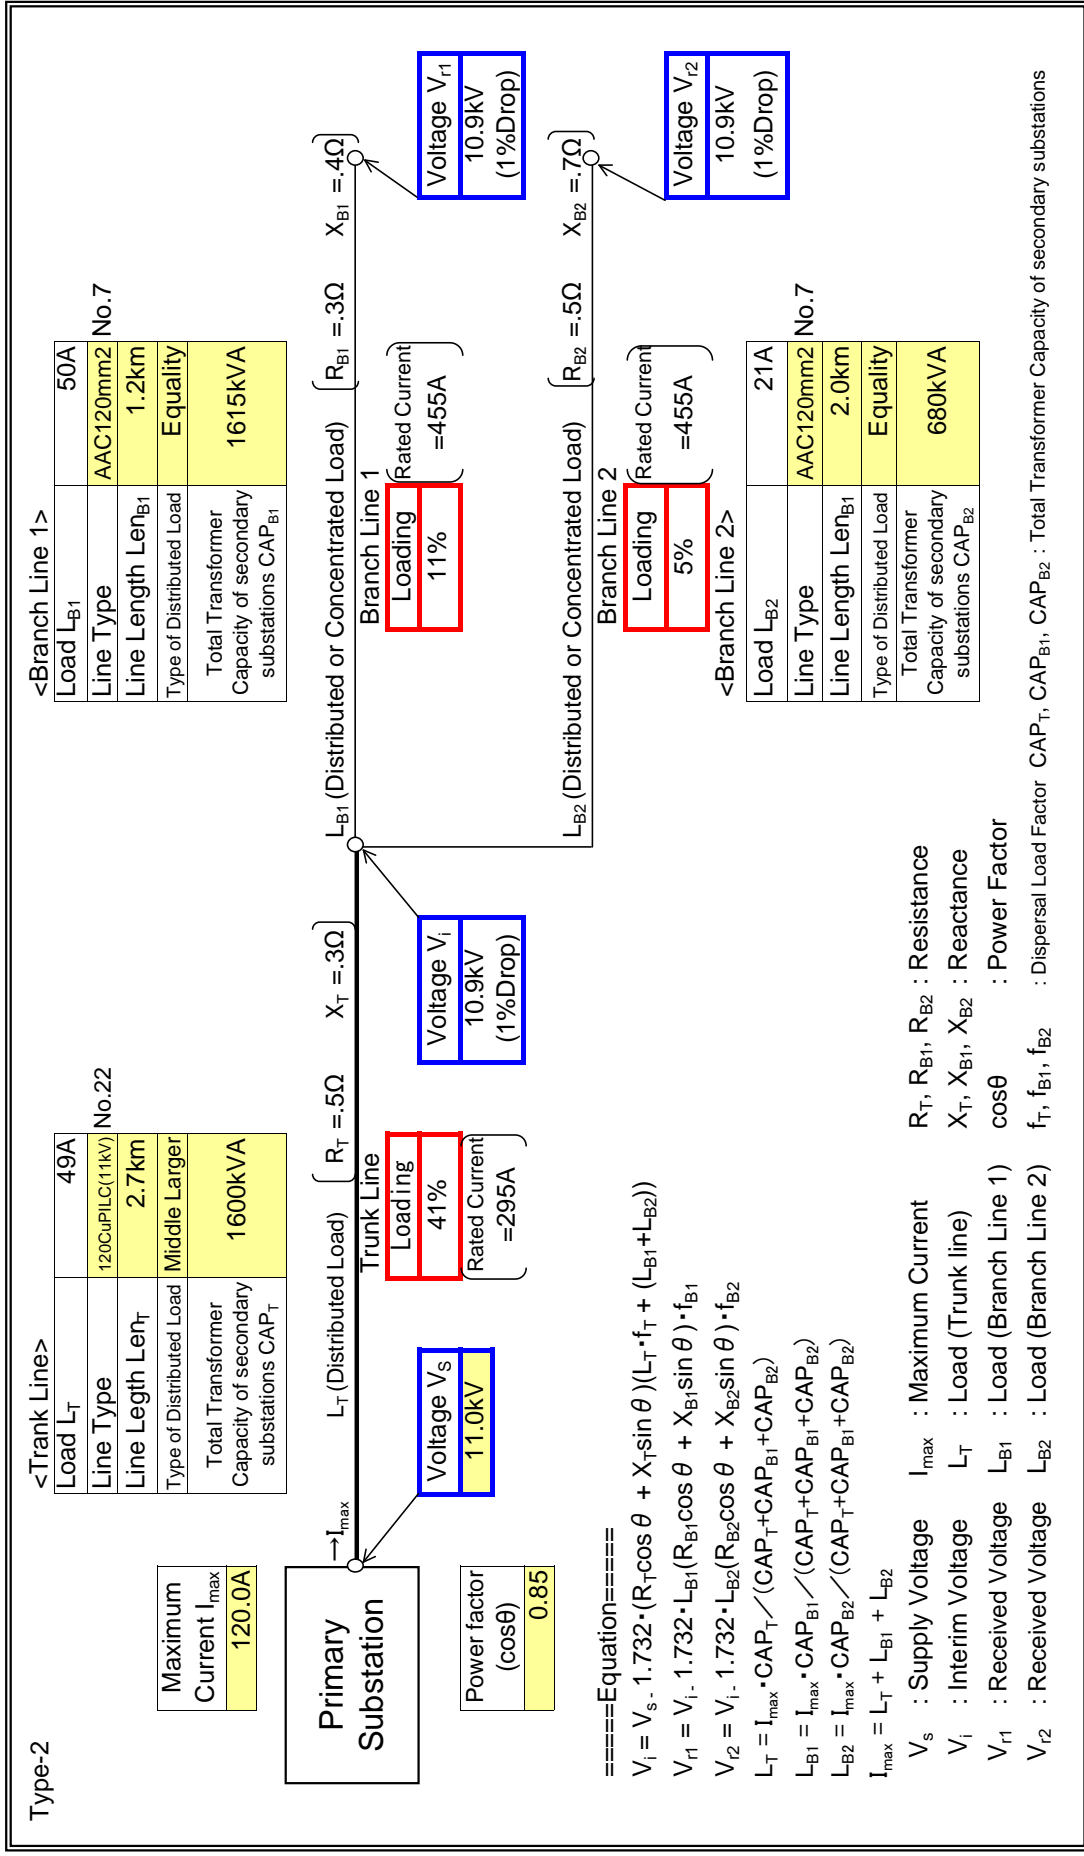 Type-2
Maximum
Current Imax
120.0A
Primary
Substation
Power factor
(cosθ)
0.85
<Trank Line>
Load LT 49A
Line Type 120CuPILC(11kV) No.22
Line Legth LenT 2.7km
Type of Distributed Load Middle Larger
Total Transformer
Capacity of secondary
substations CAPT
1600kVA
<Branch Line 1>
Load LB1 50A
Line Type AAC120mm2 No.7
Line Length LenB1 1.2km
Type of Distributed Load Equality
Total Transformer
Capacity of secondary
substations CAPB1
1615kVA
→Imax
LT (Distributed Load)
RT =.5Ω XT =.3Ω
LB1 (Distributed or Concentrated Load)
RB1 =.3Ω XB1 =.4Ω
Voltage VS
11.0kV
Trunk Line
Loading
41%
Rated Current
=295A
Voltage Vi
10.9kV
(1%Drop)
Branch Line 1
Loading
11%
Rated Current
=455A
Voltage Vr1
10.9kV
(1%Drop)
LB2 (Distributed or Concentrated Load)
RB2 =.5Ω XB2 =.7Ω
Branch Line 2
Loading
5%
Rated Current
=455A
Voltage Vr2
10.9kV
(1%Drop)
<Branch Line 2>
Load LB2 21A
Line Type AAC120mm2 No.7
Line Length LenB1 2.0km
Type of Distributed Load Equality
Total Transformer
Capacity of secondary
substations CAPB2
680kVA
=====Equation=====
Vi = Vs - 1.732・(RTcos θ + XTsin θ)(LT・fT + (LB1+LB2))
Vr1 = Vi - 1.732・LB1(RB1cos θ + XB1sin θ)・fB1
Vr2 = Vi - 1.732・LB2(RB2cos θ + XB2sin θ)・fB2
LT = Imax・CAPT／(CAPT+CAPB1+CAPB2)
LB1 = Imax・CAPB1／(CAPT+CAPB1+CAPB2)
LB2 = Imax・CAPB2／(CAPT+CAPB1+CAPB2)
Imax = LT + LB1 + LB2
Vs : Supply Voltage Imax : Maximum Current RT, RB1, RB2 : Resistance
Vi : Interim Voltage LT : Load (Trunk line) XT, XB1, XB2 : Reactance
Vr1 : Received Voltage LB1 : Load (Branch Line 1) cosθ : Power Factor
Vr2 : Received Voltage LB2 : Load (Branch Line 2) fT, fB1, fB2 : Dispersal Load Factor CAPT, CAPB1, CAPB2 : Total Transformer Capacity of secondary substations